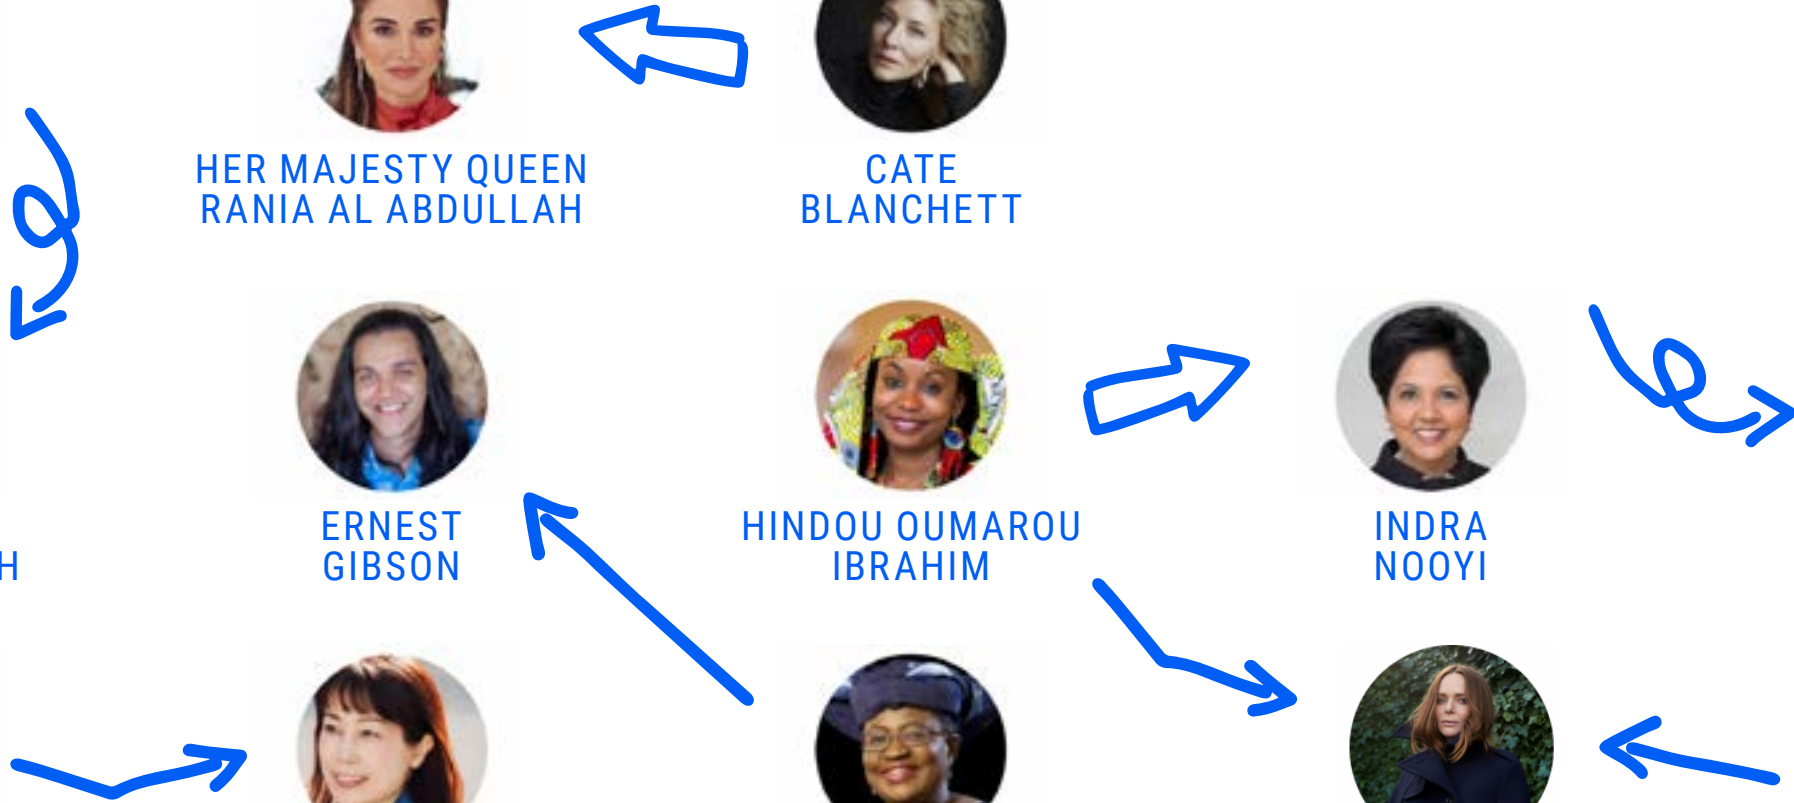 HER MAJESTY QUEEN
RANIA AL ABDULLAH
CATE
BLANCHETT
ERNEST
GIBSON
HINDOU OUMAROU
IBRAHIM
INDRA
NOOYI
H